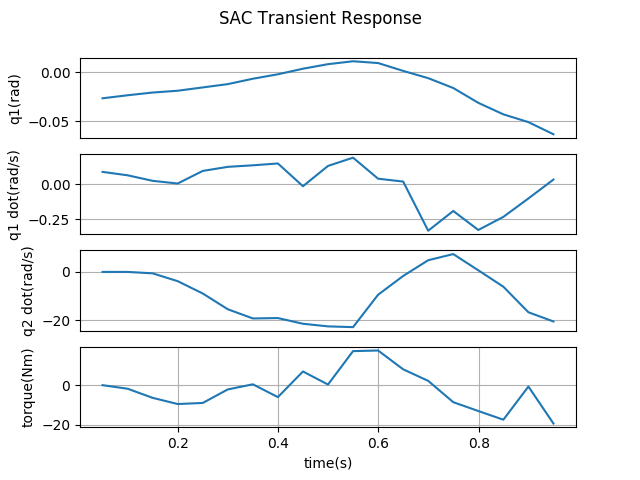 SAC Transient Response
q1(rad)
0.00
−0.05
q1 dot(rad/s)
0.00
−0.25
q2 dot(rad/s)
0
−20
torque(Nm)
0
−20
0.2 0.4 0.6 0.8
time(s)